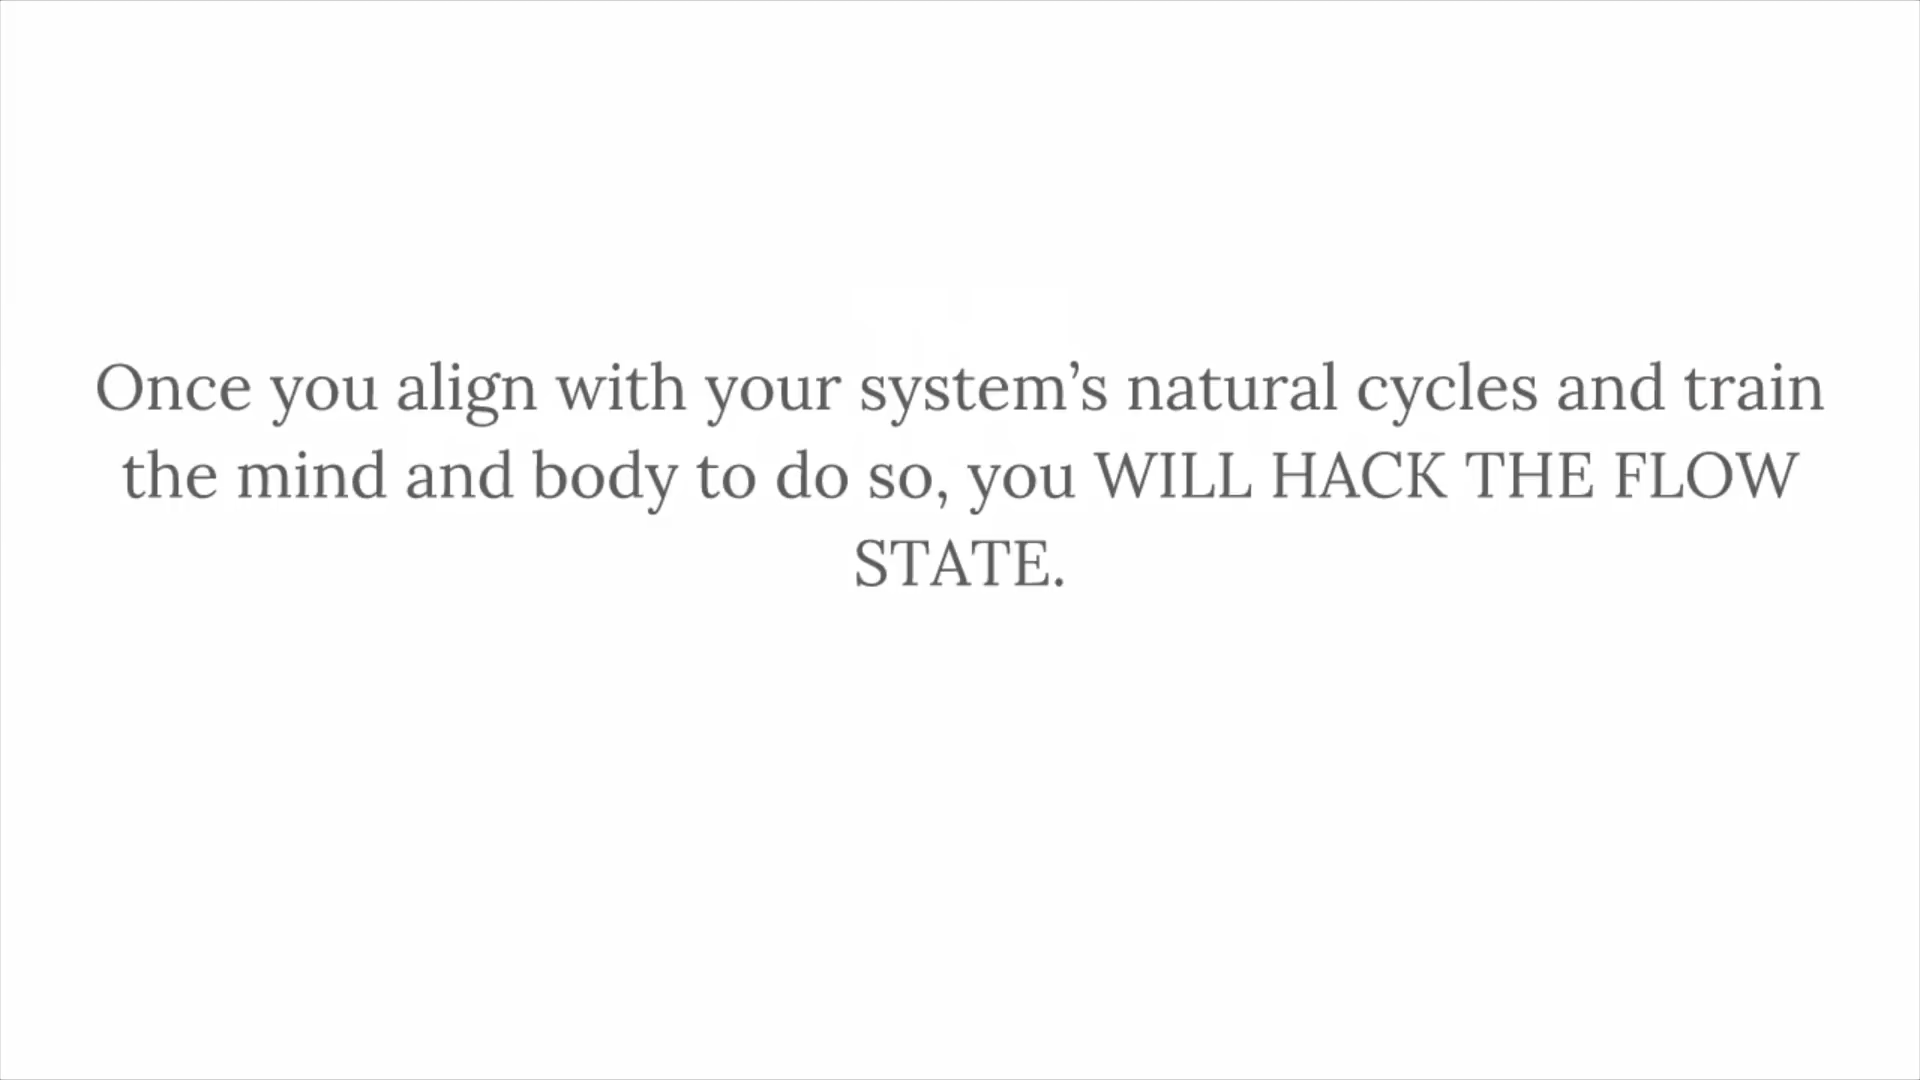 Once you align with your system’s natural cycles and train
the mind and body to do so, you WILL HACK THE FLOW
STATE.